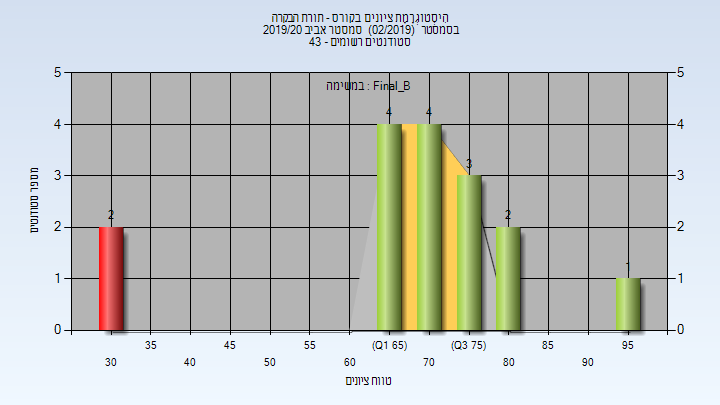 היסטוגרמת ציונים בקורס - תורת הבקרה
בסמסטר (02/2019) סמסטר אביב 2019/20
סטודנטים רשומים - 43
במשימה : Final_B
מספר סטודנטים
5 5
4 4
3 3
2 2
1 1
0 0
2 4 4 3 2 1
35 45 55 (Q1 65) (Q3 75) 85 95
30 40 50 60 70 80 90
טווח ציונים